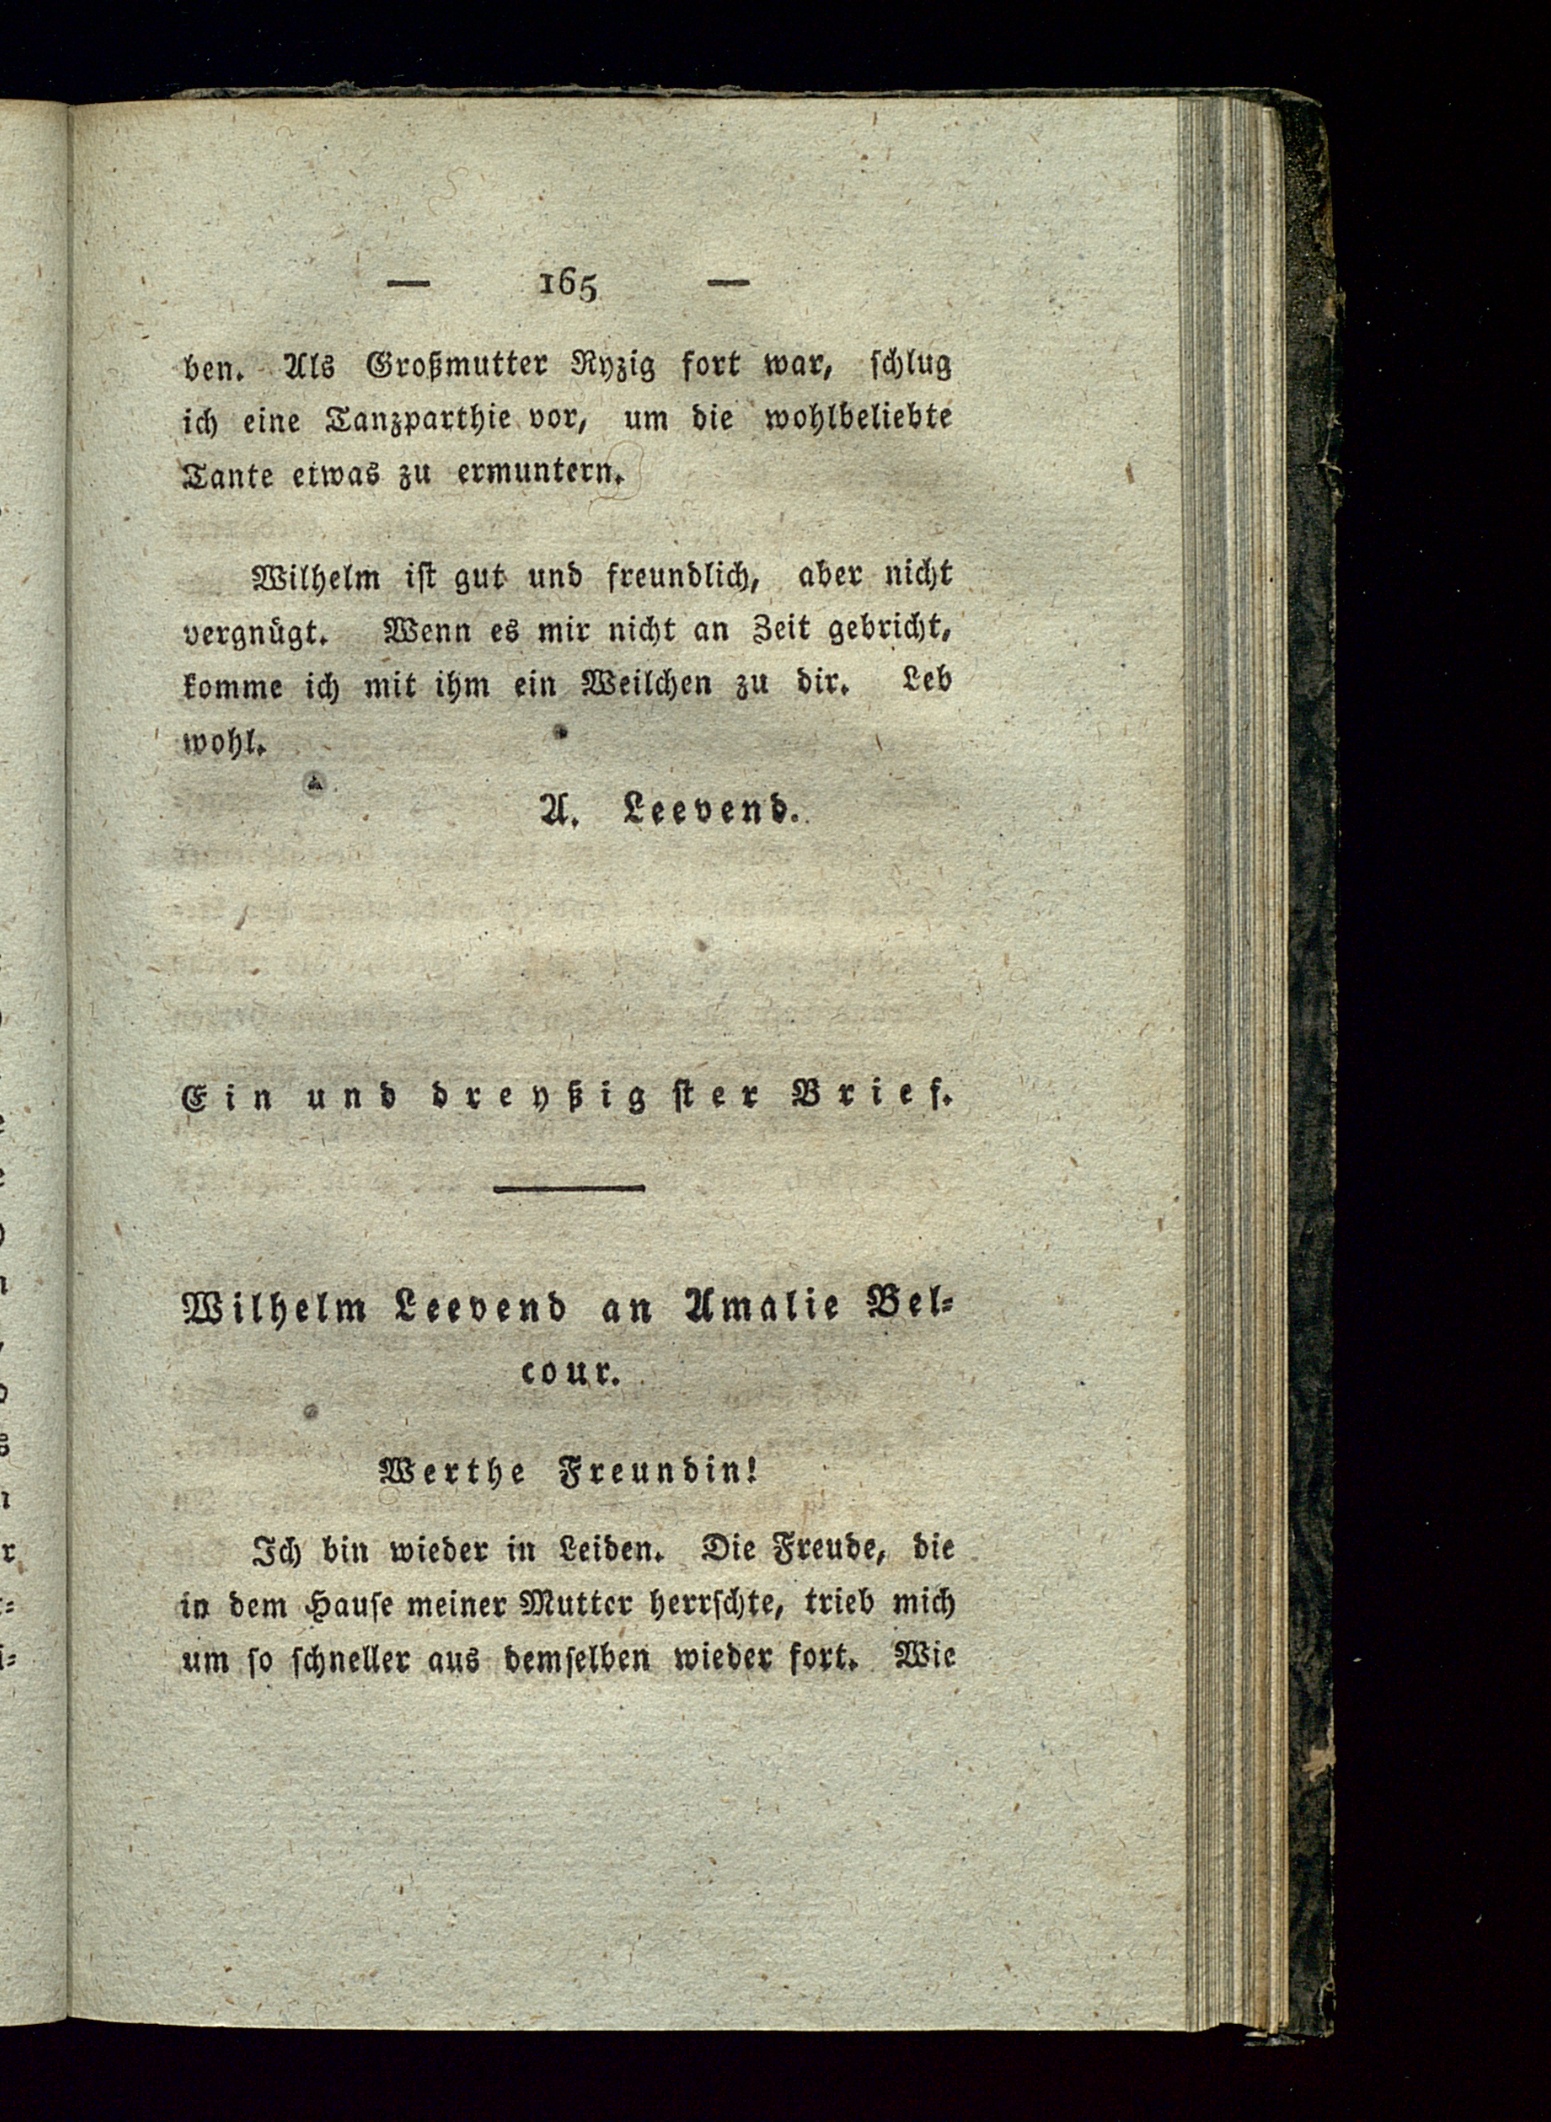 — 165 —
ben. Als Großmutter Ryzig fort war, ſchlug
ich eine Tanzparthie vor, um die wohlbeliebte
Tante etwas zu ermuntern.
Wilhelm iſt gut und freundlich, aber nicht
vergnügt. Wenn es mir nicht an Zeit gebricht,
komme ich mit ihm ein Weilchen zu dir. Leb
wohl.
A. Leevend.
Ein und dreyßigſter Brief.
Wilhelm Leevend an Amalie Bel-
cour.
Werthe Freundin!
Ich bin wieder in Leiden. Die Freude, die
in dem Hauſe meiner Mutter herrſchte, trieb mich
um ſo ſchneller aus demſelben wieder fort. Wie